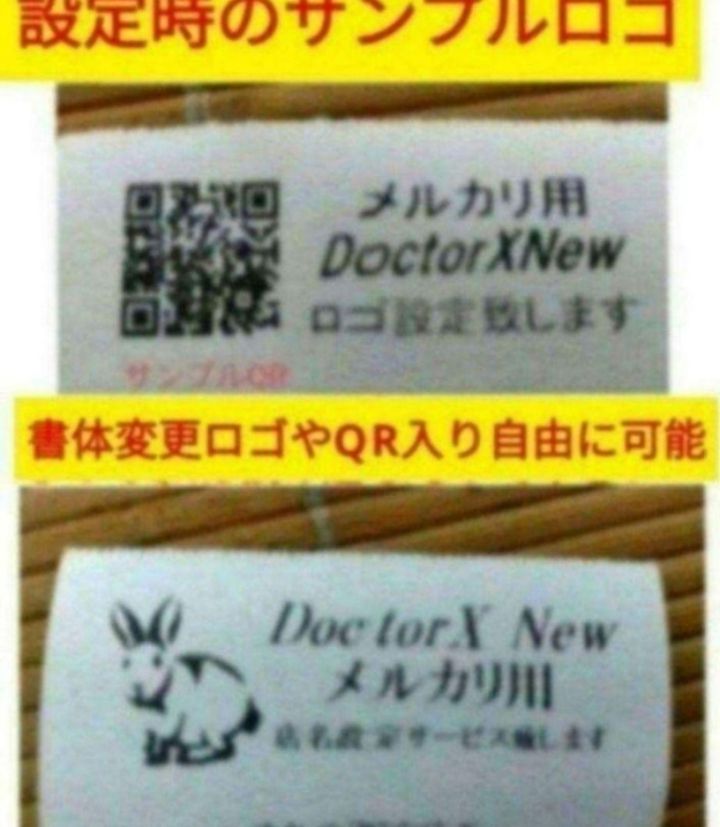 設定時のサンプルロゴ
メルカリ用
DoctorXNew
ロゴ設定致します
サンプルQR
書体変更ロゴやQR入り自由に可能
DoctorX New
メルカリ用
店名設定サービス致します